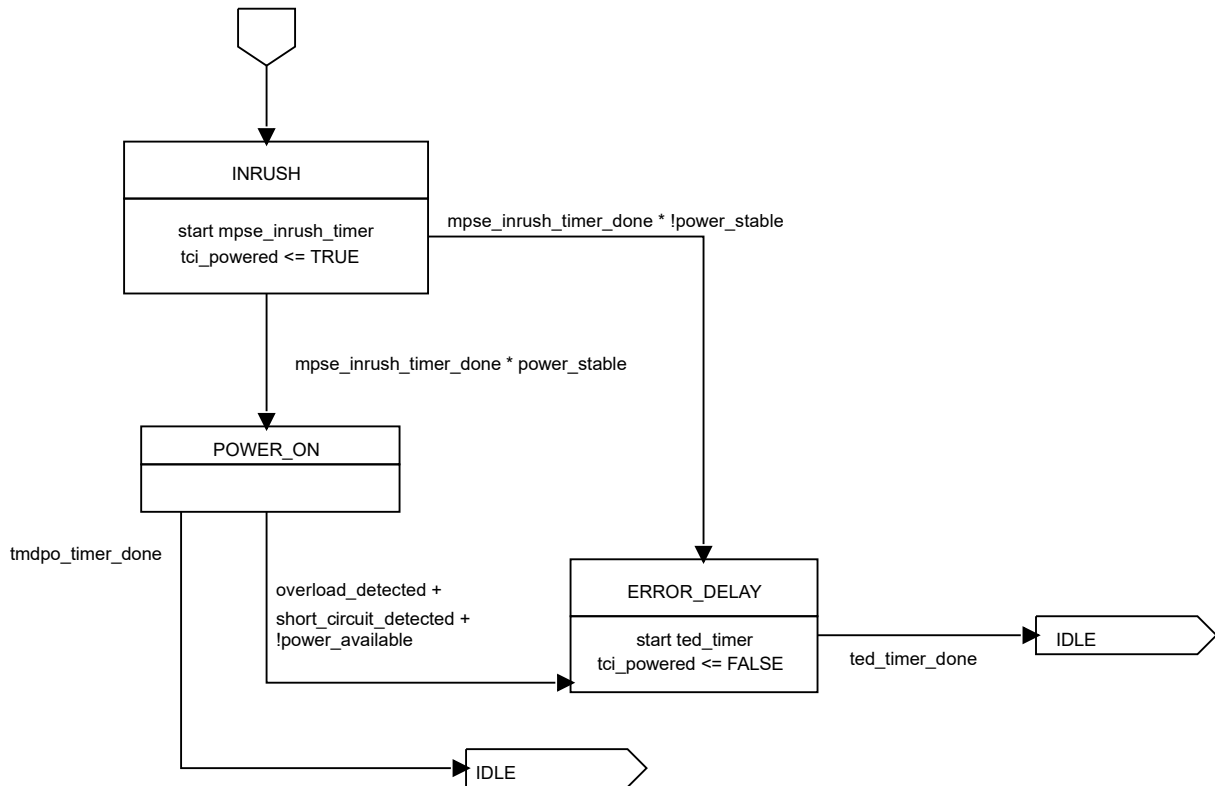 INRUSH
start mpse_inrush_timer
tci_powered <= TRUE
mpse_inrush_timer_done * !power_stable
mpse_inrush_timer_done * power_stable
POWER_ON
tmdpo_timer_done
overload_detected +
short_circuit_detected +
!power_available
ERROR_DELAY
start ted_timer
tci_powered <= FALSE
ted_timer_done
IDLE
IDLE